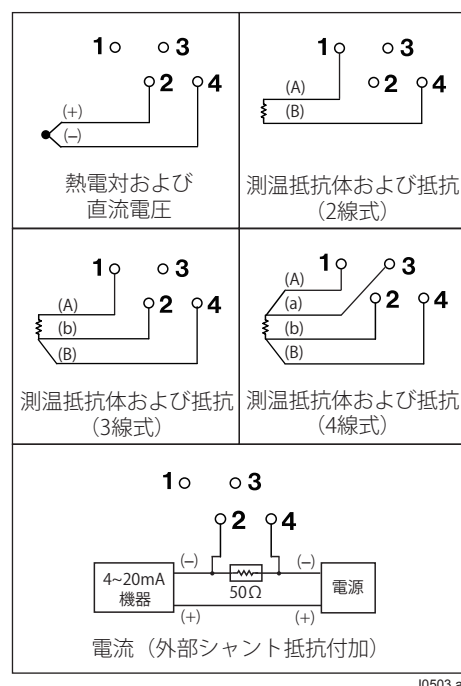 1 3
2 4
(+)
(−)
熱電対および
直流電圧
1 3
2 4
(A)
(B)
測温抵抗体および抵抗
(2線式)
1 3
2 4
(A)
(b)
(B)
測温抵抗体および抵抗
(3線式)
1 3
2 4
(A)
(a)
(b)
(B)
測温抵抗体および抵抗
(4線式)
1 3
2 4
(−) (−)
4~20mA
機器
50Ω
電源
(+) (+)
電流（外部シャント抵抗付加）